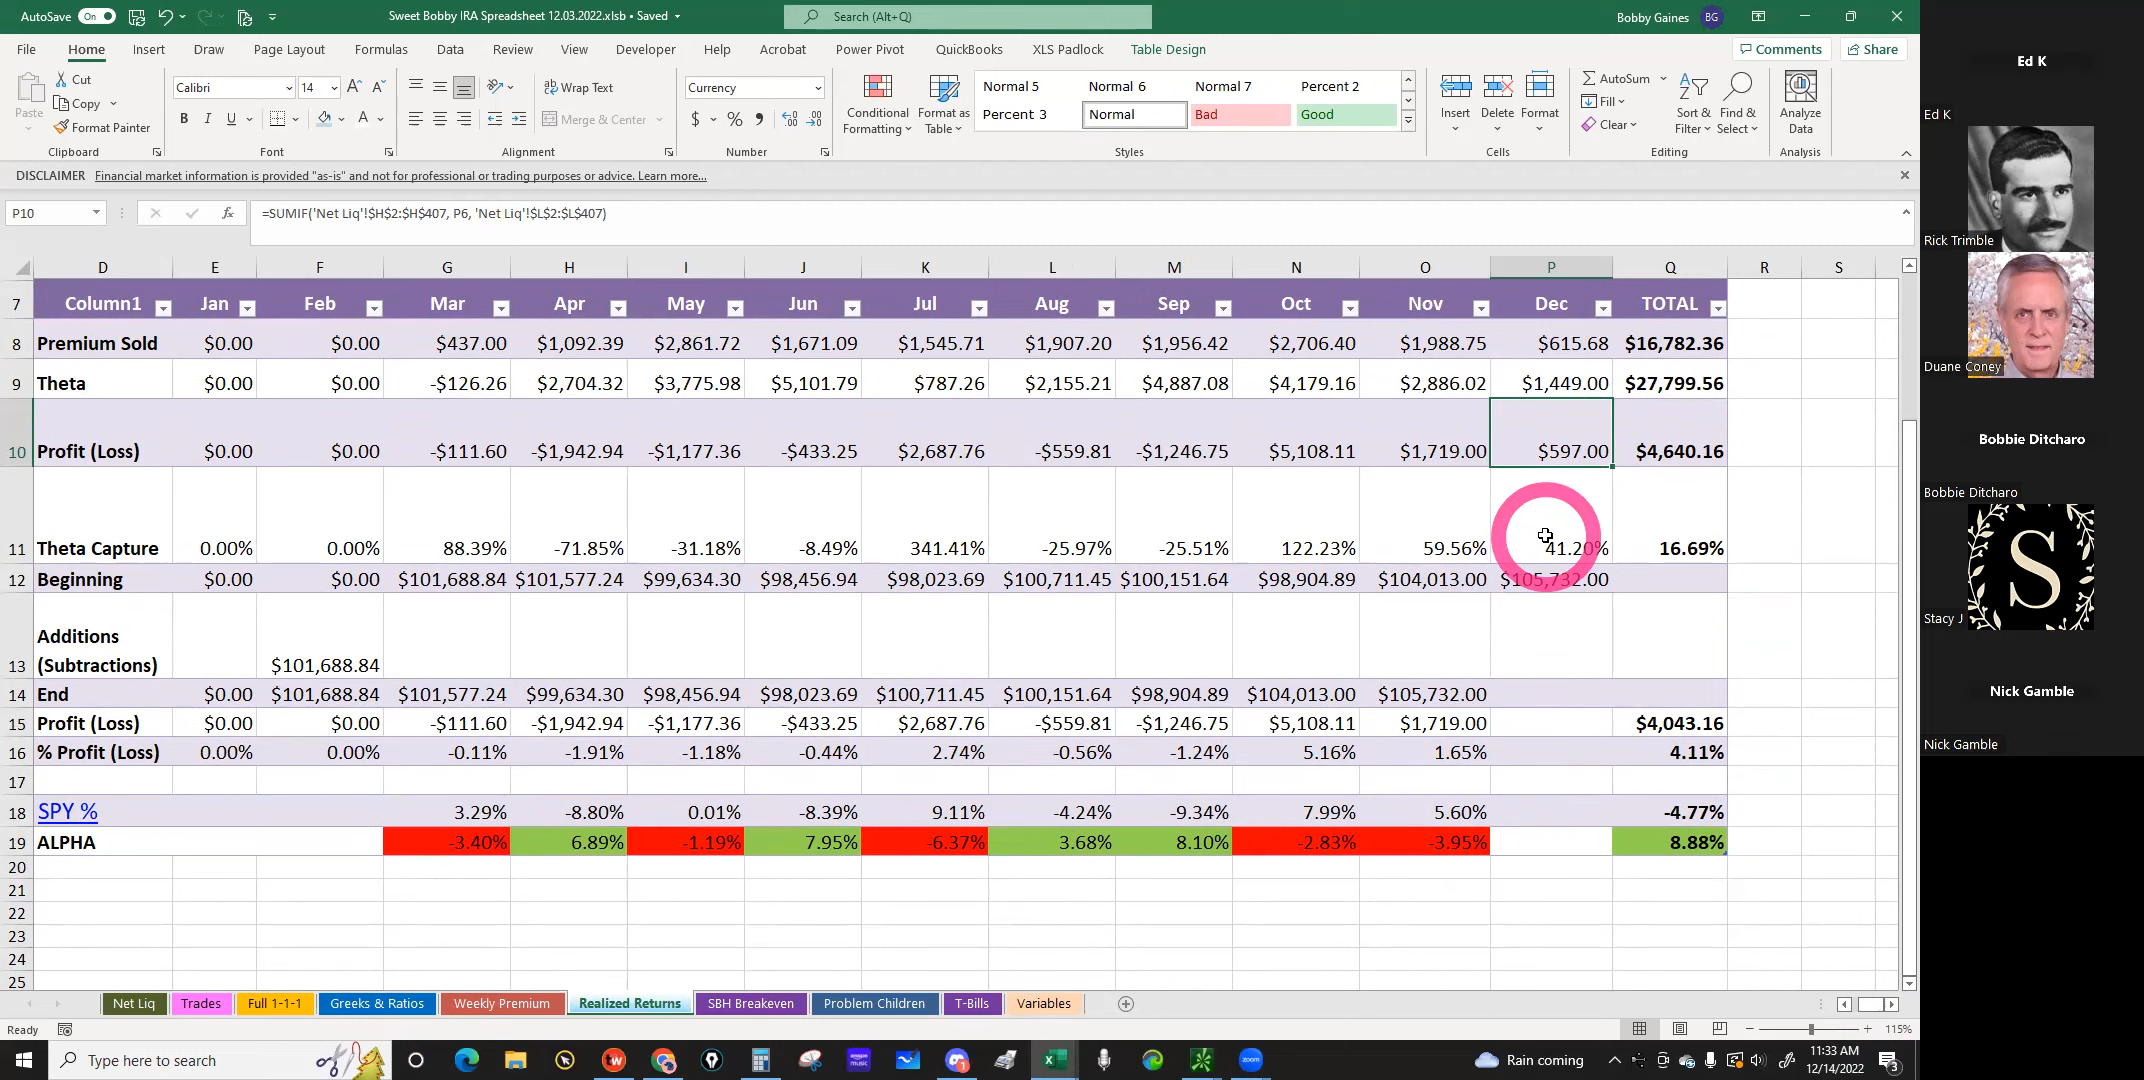 AutoSave On Sweet Bobby IRA Spreadsheet 12.03.2022.xlsb • Saved Search (Alt+Q) Bobby Gaines BG
File Home Insert Draw Page Layout Formulas Data Review View Developer Help Acrobat Power Pivot QuickBooks XLS Padlock Table Design Comments Share
Paste Cut Copy Format Painter Clipboard
Calibri 14 B I U A Font
Wrap Text Merge & Center Alignment
Currency $ % Number
Conditional Formatting Format as Table
Normal 5 Normal 6 Normal 7 Percent 2
Percent 3 Normal Bad Good
Styles
Insert Delete Format Cells
AutoSum Fill Clear Sort & Filter Find & Select Editing
Analyze Data Analysis
DISCLAIMER Financial market information is provided "as-is" and not for professional or trading purposes or advice. Learn more...
P10 fx =SUMIF('Net Liq'!$H$2:$H$407, P6, 'Net Liq'!$L$2:$L$407)
D E F G H I J K L M N O P Q R S
7 Column1 Jan Feb Mar Apr May Jun Jul Aug Sep Oct Nov Dec TOTAL
8 Premium Sold $0.00 $0.00 $437.00 $1,092.39 $2,861.72 $1,671.09 $1,545.71 $1,907.20 $1,956.42 $2,706.40 $1,988.75 $615.68 $16,782.36
9 Theta $0.00 $0.00 -$126.26 $2,704.32 $3,775.98 $5,101.79 $787.26 $2,155.21 $4,887.08 $4,179.16 $2,886.02 $1,449.00 $27,799.56
10 Profit (Loss) $0.00 $0.00 -$111.60 -$1,942.94 -$1,177.36 -$433.25 $2,687.76 -$559.81 -$1,246.75 $5,108.11 $1,719.00 $597.00 $4,640.16
11 Theta Capture 0.00% 0.00% 88.39% -71.85% -31.18% -8.49% 341.41% -25.97% -25.51% 122.23% 59.56% 41.20% 16.69%
12 Beginning $0.00 $0.00 $101,688.84 $101,577.24 $99,634.30 $98,456.94 $98,023.69 $100,711.45 $100,151.64 $98,904.89 $104,013.00 $105,732.00
Additions
13 (Subtractions) $101,688.84
14 End $0.00 $101,688.84 $101,577.24 $99,634.30 $98,456.94 $98,023.69 $100,711.45 $100,151.64 $98,904.89 $104,013.00 $105,732.00
15 Profit (Loss) $0.00 $0.00 -$111.60 -$1,942.94 -$1,177.36 -$433.25 $2,687.76 -$559.81 -$1,246.75 $5,108.11 $1,719.00 $4,043.16
16 % Profit (Loss) 0.00% 0.00% -0.11% -1.91% -1.18% -0.44% 2.74% -0.56% -1.24% 5.16% 1.65% 4.11%
17
18 SPY % 3.29% -8.80% 0.01% -8.39% 9.11% -4.24% -9.34% 7.99% 5.60% -4.77%
19 ALPHA -3.40% 6.89% -1.19% 7.95% -6.37% 3.68% 8.10% -2.83% -3.95% 8.88%
20
21
22
23
24
25
Net Liq Trades Full 1-1-1 Greeks & Ratios Weekly Premium Realized Returns SBH Breakeven Problem Children T-Bills Variables
Ready 115%
Type here to search Rain coming 11:33 AM
12/14/2022
3
Ed K
Ed K
Rick Trimble
Duane Coney
Bobbie Ditcharo
Bobbie Ditcharo
S
Stacy J
Nick Gamble
Nick Gamble